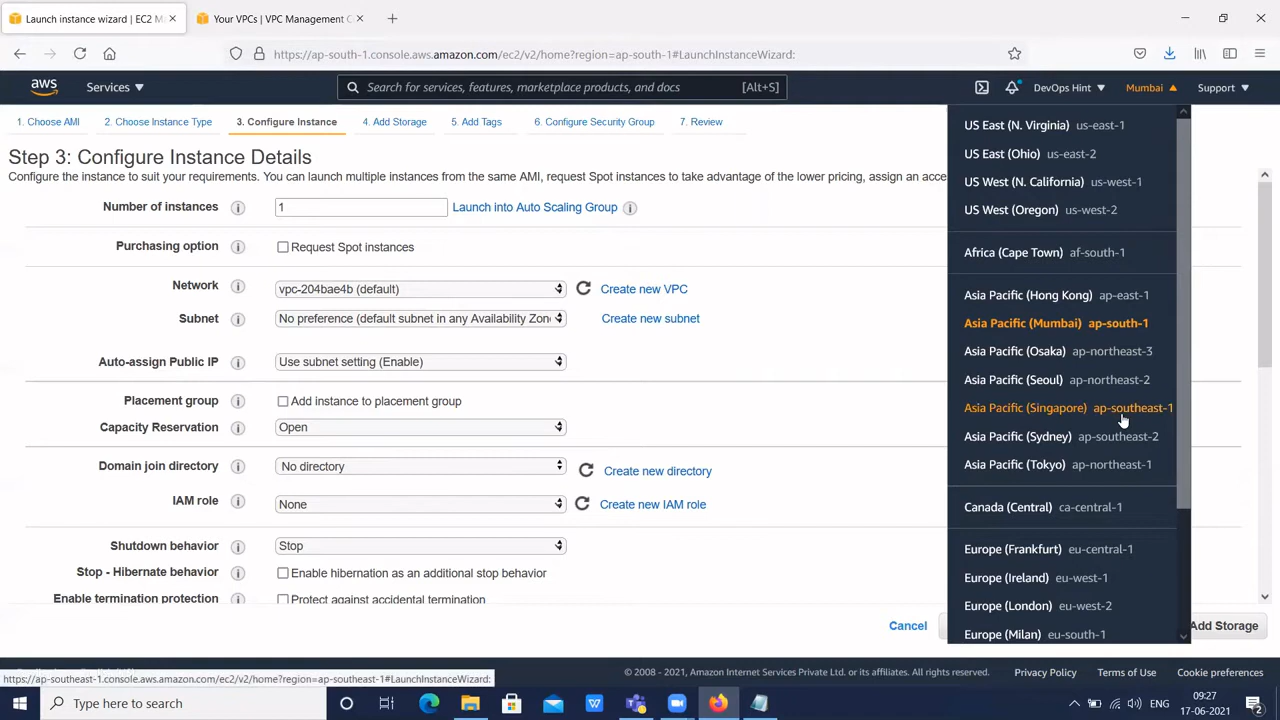 Launch instance wizard | EC2 M
Your VPCs | VPC Management C
https://ap-south-1.console.aws.amazon.com/ec2/v2/home?region=ap-south-1#LaunchInstanceWizard:
aws
Services
Search for services, features, marketplace products, and docs
[Alt+S]
DevOps Hint
Mumbai
Support
1. Choose AMI
2. Choose Instance Type
3. Configure Instance
4. Add Storage
5. Add Tags
6. Configure Security Group
7. Review
Step 3: Configure Instance Details
Configure the instance to suit your requirements. You can launch multiple instances from the same AMI, request Spot instances to take advantage of the lower pricing, assign an acce
Number of instances
1
Launch into Auto Scaling Group
Purchasing option
Request Spot instances
Network
vpc-204bae4b (default)
Create new VPC
Subnet
No preference (default subnet in any Availability Zon
Create new subnet
Auto-assign Public IP
Use subnet setting (Enable)
Placement group
Add instance to placement group
Capacity Reservation
Open
Domain join directory
No directory
Create new directory
IAM role
None
Create new IAM role
Shutdown behavior
Stop
Stop - Hibernate behavior
Enable hibernation as an additional stop behavior
Enable termination protection
Protect against accidental termination
US East (N. Virginia) us-east-1
US East (Ohio) us-east-2
US West (N. California) us-west-1
US West (Oregon) us-west-2
Africa (Cape Town) af-south-1
Asia Pacific (Hong Kong) ap-east-1
Asia Pacific (Mumbai) ap-south-1
Asia Pacific (Osaka) ap-northeast-3
Asia Pacific (Seoul) ap-northeast-2
Asia Pacific (Singapore) ap-southeast-1
Asia Pacific (Sydney) ap-southeast-2
Asia Pacific (Tokyo) ap-northeast-1
Canada (Central) ca-central-1
Europe (Frankfurt) eu-central-1
Europe (Ireland) eu-west-1
Europe (London) eu-west-2
Europe (Milan) eu-south-1
Cancel
Add Storage
https://ap-southeast-1.console.aws.amazon.com/ec2/v2/home?region=ap-southeast-1#LaunchInstanceWizard:
© 2008 - 2021, Amazon Internet Services Private Ltd. or its affiliates. All rights reserved.
Privacy Policy
Terms of Use
Cookie preferences
Type here to search
ENG
09:27
17-06-2021
2